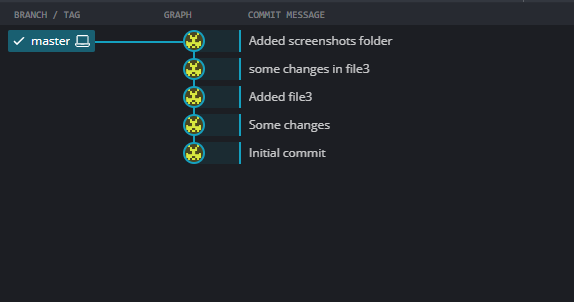 BRANCH / TAG GRAPH COMMIT MESSAGE
master Added screenshots folder
some changes in file3
Added file3
Some changes
Initial commit